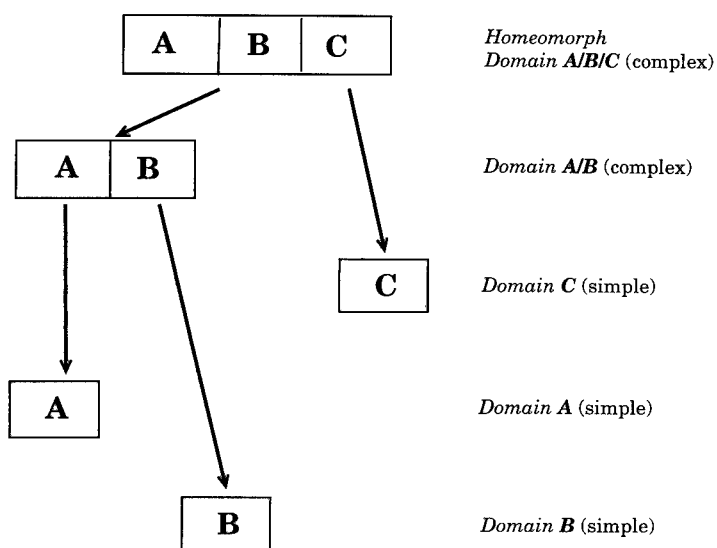 A B C
Homeomorph
Domain A/B/C (complex)
A B
Domain A/B (complex)
C
Domain C (simple)
A
Domain A (simple)
B
Domain B (simple)